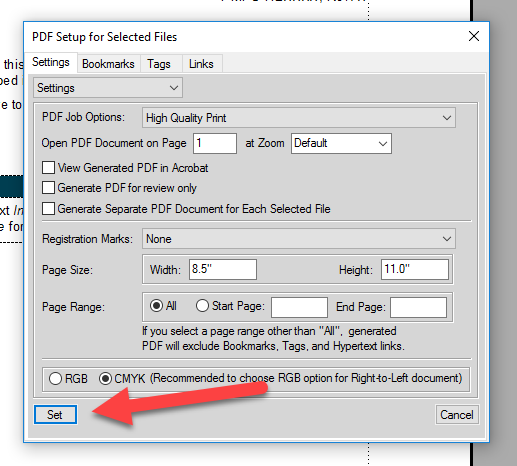 PDF Setup for Selected Files
Settings Bookmarks Tags Links
Settings
PDF Job Options: High Quality Print
Open PDF Document on Page 1 at Zoom Default
View Generated PDF in Acrobat
Generate PDF for review only
Generate Separate PDF Document for Each Selected File
Registration Marks: None
Page Size: Width: 8.5" Height: 11.0"
Page Range: All Start Page: End Page:
If you select a page range other than "All", generated
PDF will exclude Bookmarks, Tags, and Hypertext links.
RGB CMYK (Recommended to choose RGB option for Right-to-Left document)
Set Cancel
this
e to